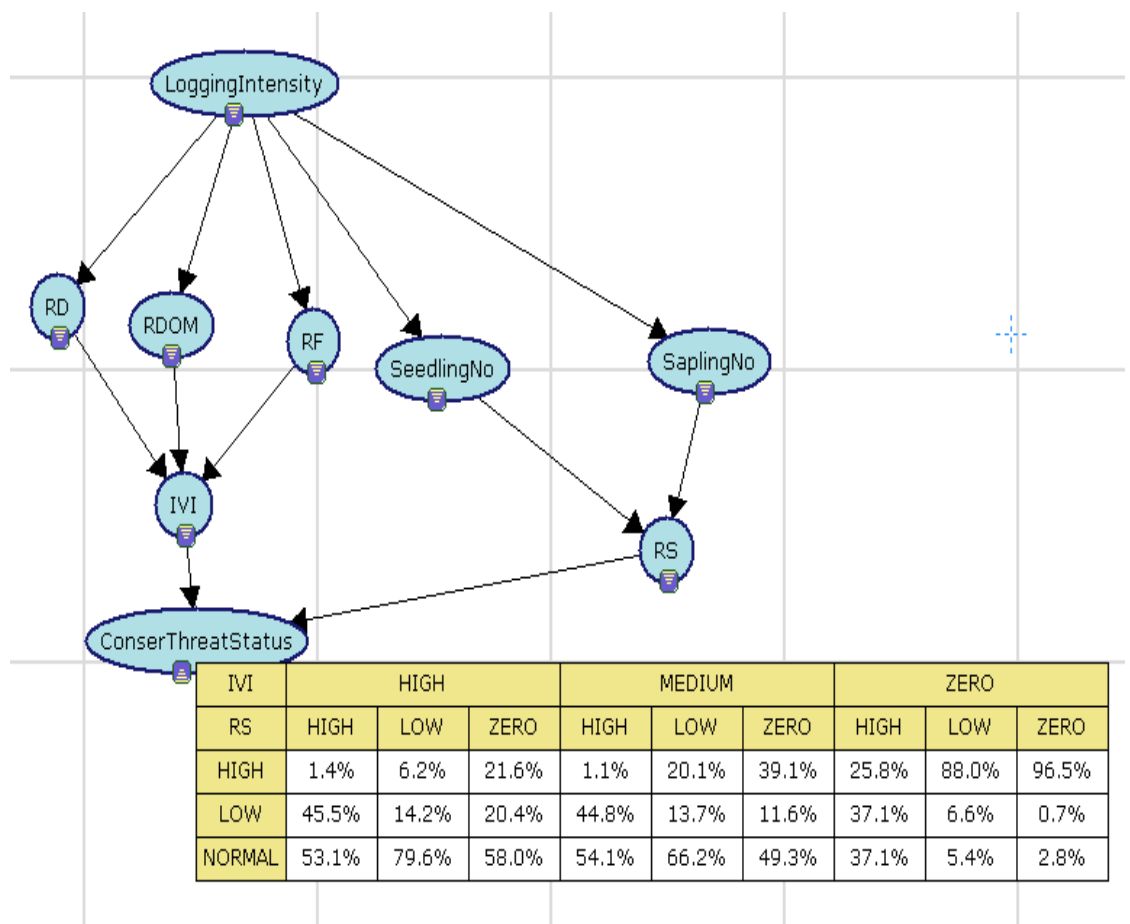 LoggingIntensity
RD
RDOM
RF
SeedlingNo
SaplingNo
IVI
RS
ConserThreatStatus
IVI HIGH MEDIUM ZERO
RS HIGH LOW ZERO HIGH LOW ZERO HIGH LOW ZERO
HIGH 1.4% 6.2% 21.6% 1.1% 20.1% 39.1% 25.8% 88.0% 96.5%
LOW 45.5% 14.2% 20.4% 44.8% 13.7% 11.6% 37.1% 6.6% 0.7%
NORMAL 53.1% 79.6% 58.0% 54.1% 66.2% 49.3% 37.1% 5.4% 2.8%